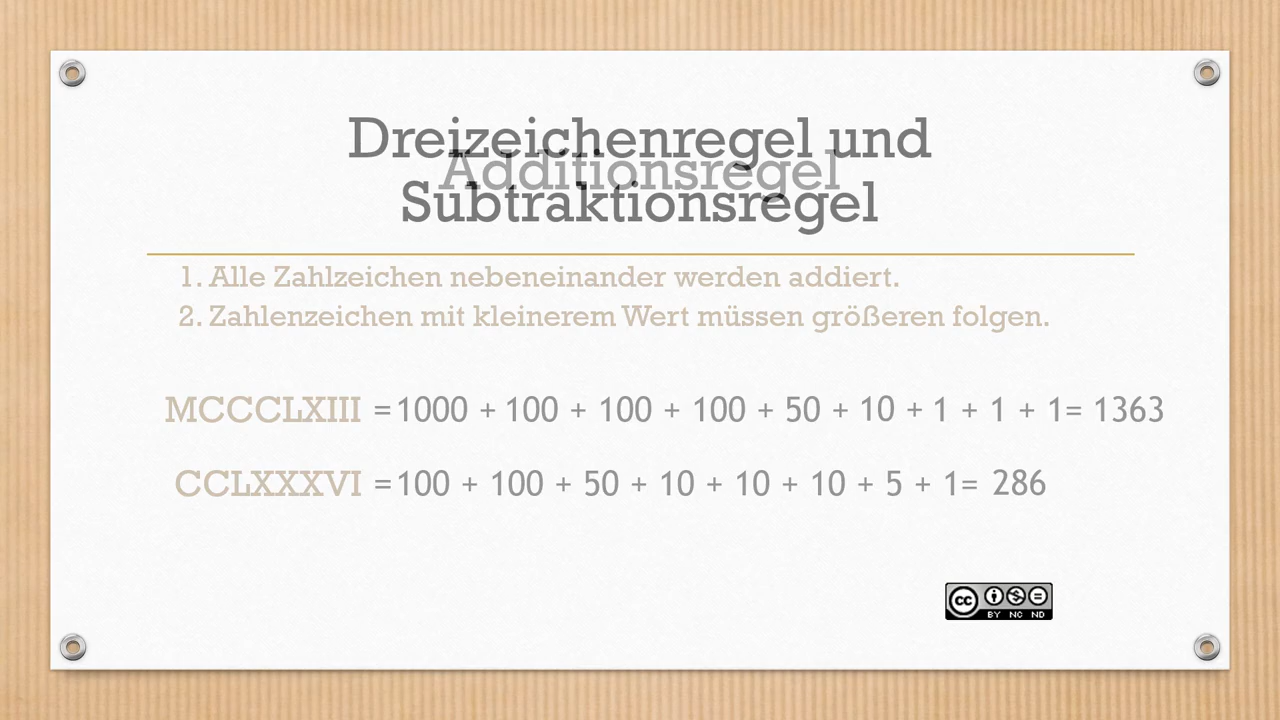 Dreizeichenregel und
Additionsregel
Subtraktionsregel
1. Alle Zahlzeichen nebeneinander werden addiert.
2. Zahlenzeichen mit kleinerem Wert müssen größeren folgen.
MCCCLXIII = 1000 + 100 + 100 + 100 + 50 + 10 + 1 + 1 + 1 = 1363
CCLXXXVI = 100 + 100 + 50 + 10 + 10 + 10 + 5 + 1 = 286
cc
BY NC ND